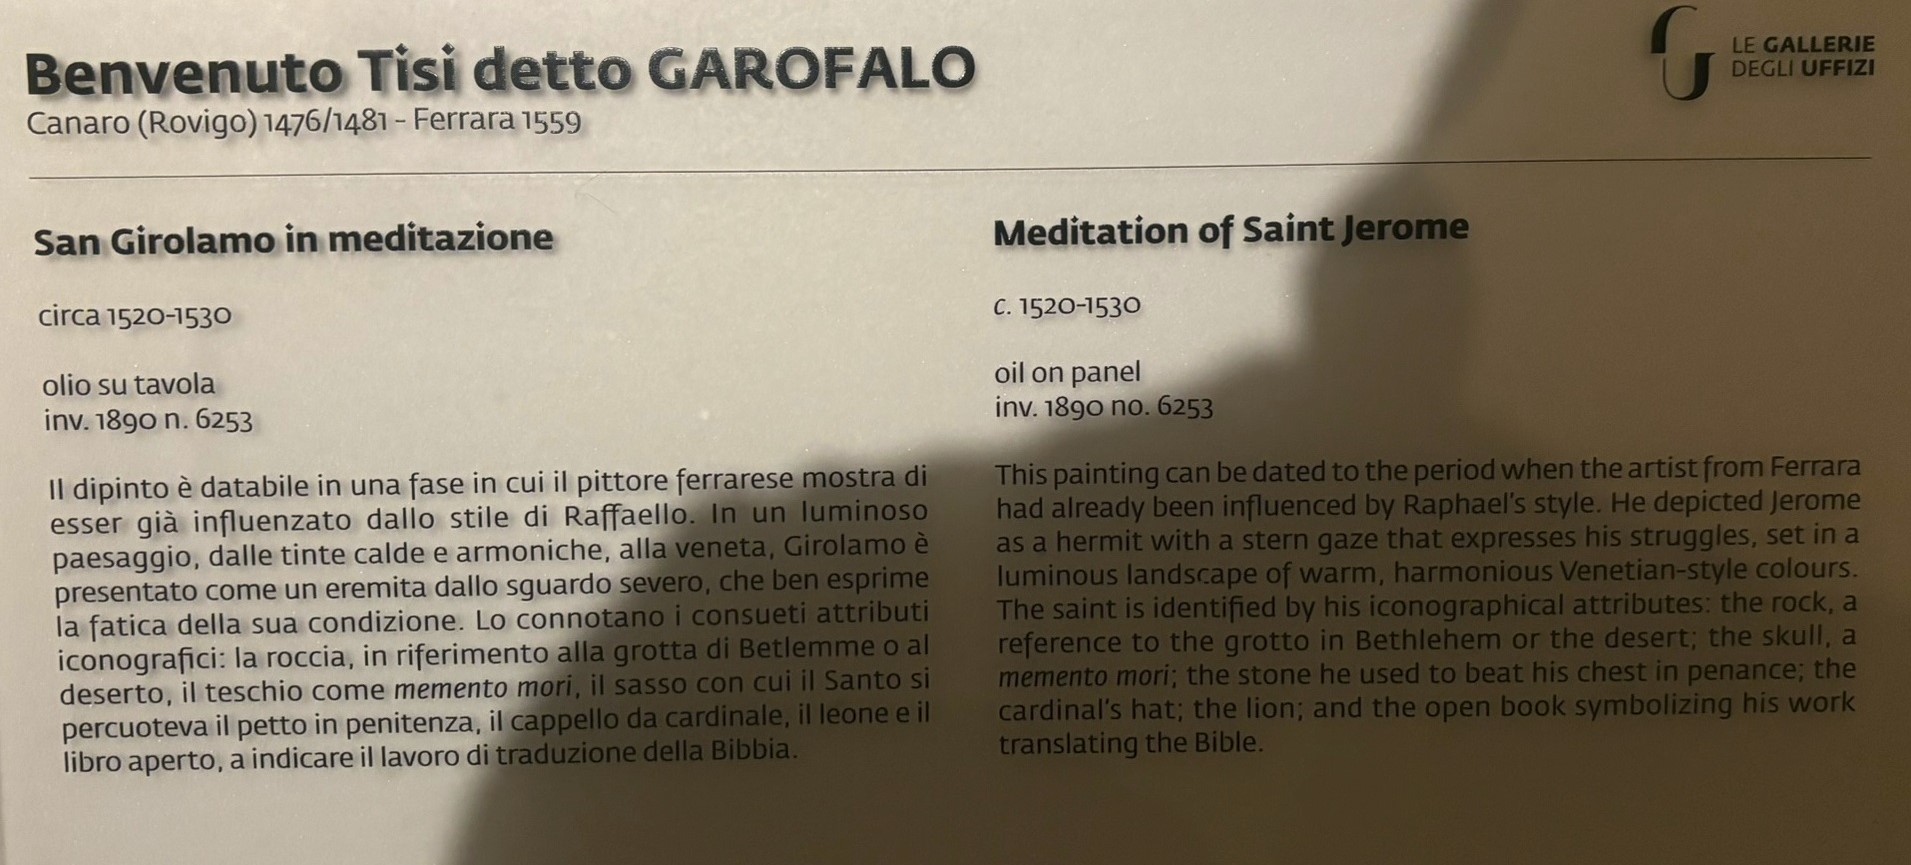 Benvenuto Tisi detto GAROFALO
Canaro (Rovigo) 1476/1481 - Ferrara 1559
LE GALLERIE
DEGLI UFFIZI
San Girolamo in meditazione
circa 1520-1530
olio su tavola
inv. 1890 n. 6253
Il dipinto è databile in una fase in cui il pittore ferrarese mostra di
esser già influenzato dallo stile di Raffaello. In un luminoso
paesaggio, dalle tinte calde e armoniche, alla veneta, Girolamo è
presentato come un eremita dallo sguardo severo, che ben esprime
la fatica della sua condizione. Lo connotano i consueti attributi
iconografici: la roccia, in riferimento alla grotta di Betlemme o al
deserto, il teschio come memento mori, il sasso con cui il Santo si
percuoteva il petto in penitenza, il cappello da cardinale, il leone e il
libro aperto, a indicare il lavoro di traduzione della Bibbia.
Meditation of Saint Jerome
c. 1520-1530
oil on panel
inv. 1890 no. 6253
This painting can be dated to the period when the artist from Ferrara
had already been influenced by Raphael's style. He depicted Jerome
as a hermit with a stern gaze that expresses his struggles, set in a
luminous landscape of warm, harmonious Venetian-style colours.
The saint is identified by his iconographical attributes: the rock, a
reference to the grotto in Bethlehem or the desert; the skull, a
memento mori; the stone he used to beat his chest in penance; the
cardinal's hat; the lion; and the open book symbolizing his work
translating the Bible.